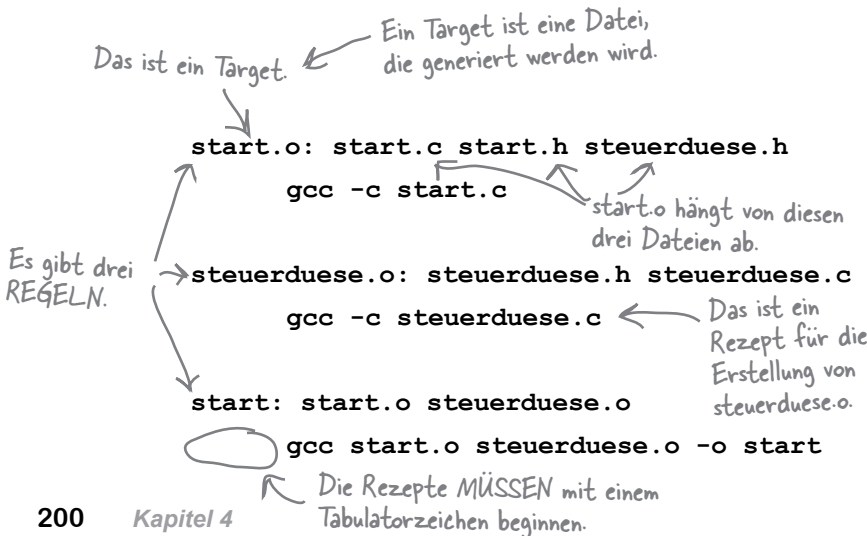 Das ist ein Target.
Ein Target ist eine Datei,
die generiert werden wird.
start.o: start.c start.h steuerduese.h
gcc -c start.c
start.o hängt von diesen
drei Dateien ab.
Es gibt drei
REGELN.
steuerduese.o: steuerduese.h steuerduese.c
gcc -c steuerduese.c
Das ist ein
Rezept für die
Erstellung von
steuerduese.o.
start: start.o steuerduese.o
gcc start.o steuerduese.o -o start
Die Rezepte MÜSSEN mit einem
Tabulatorzeichen beginnen.
200 Kapitel 4